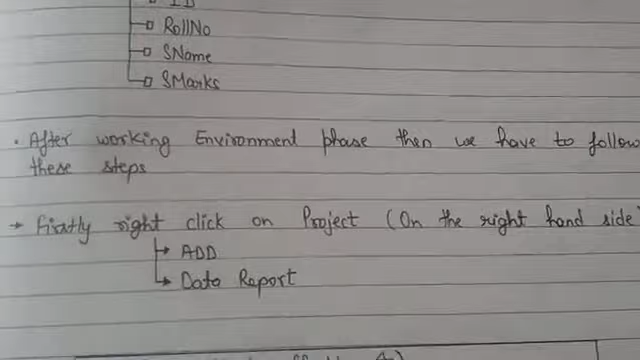 ID
RollNo
SName
SMarks
. After working Environment phase then we have to follow
these steps
→ Firstly right click on Project (On the right hand side
→ ADD
→ Data Report